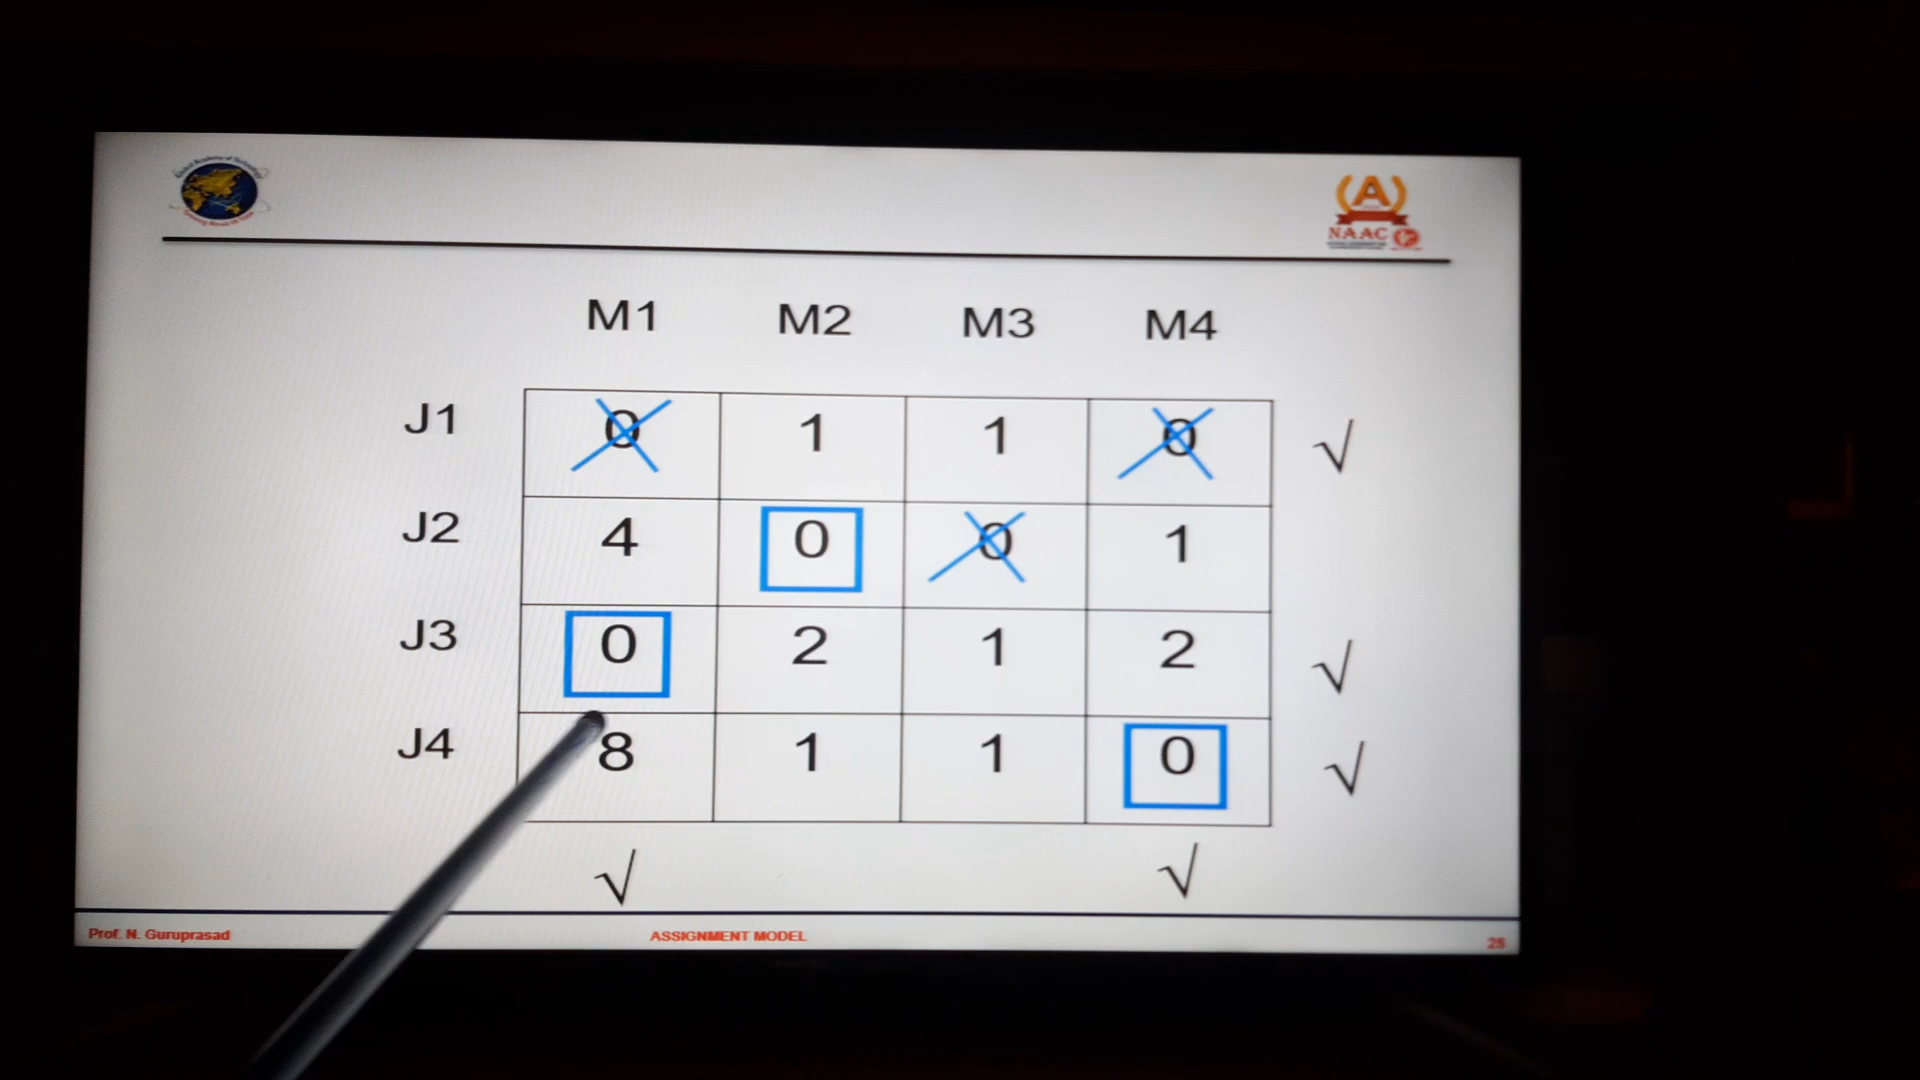 NAAC
M1 M2 M3 M4
J1 0 1 1 0 √
J2 4 0 0 1
J3 0 2 1 2 √
J4 8 1 1 0 √
√ √
Prof. N. Guruprasad ASSIGNMENT MODEL 25